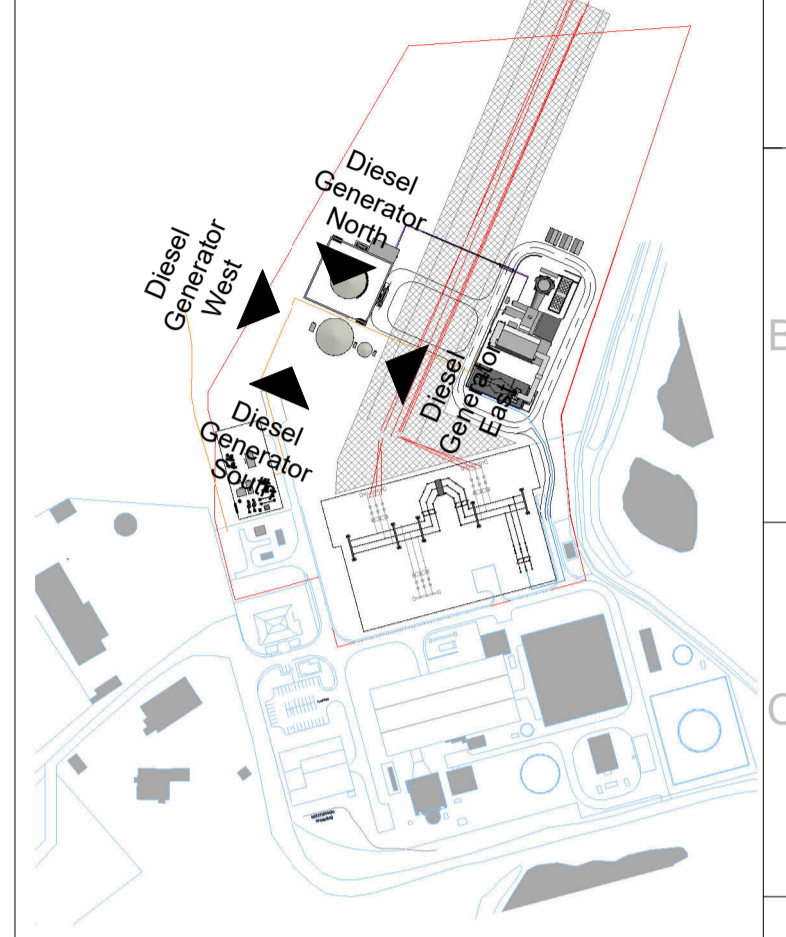 Diesel
Generator
North
Diesel
Generator
West
Diesel
Generator
East
Diesel
Generator
South
B
C